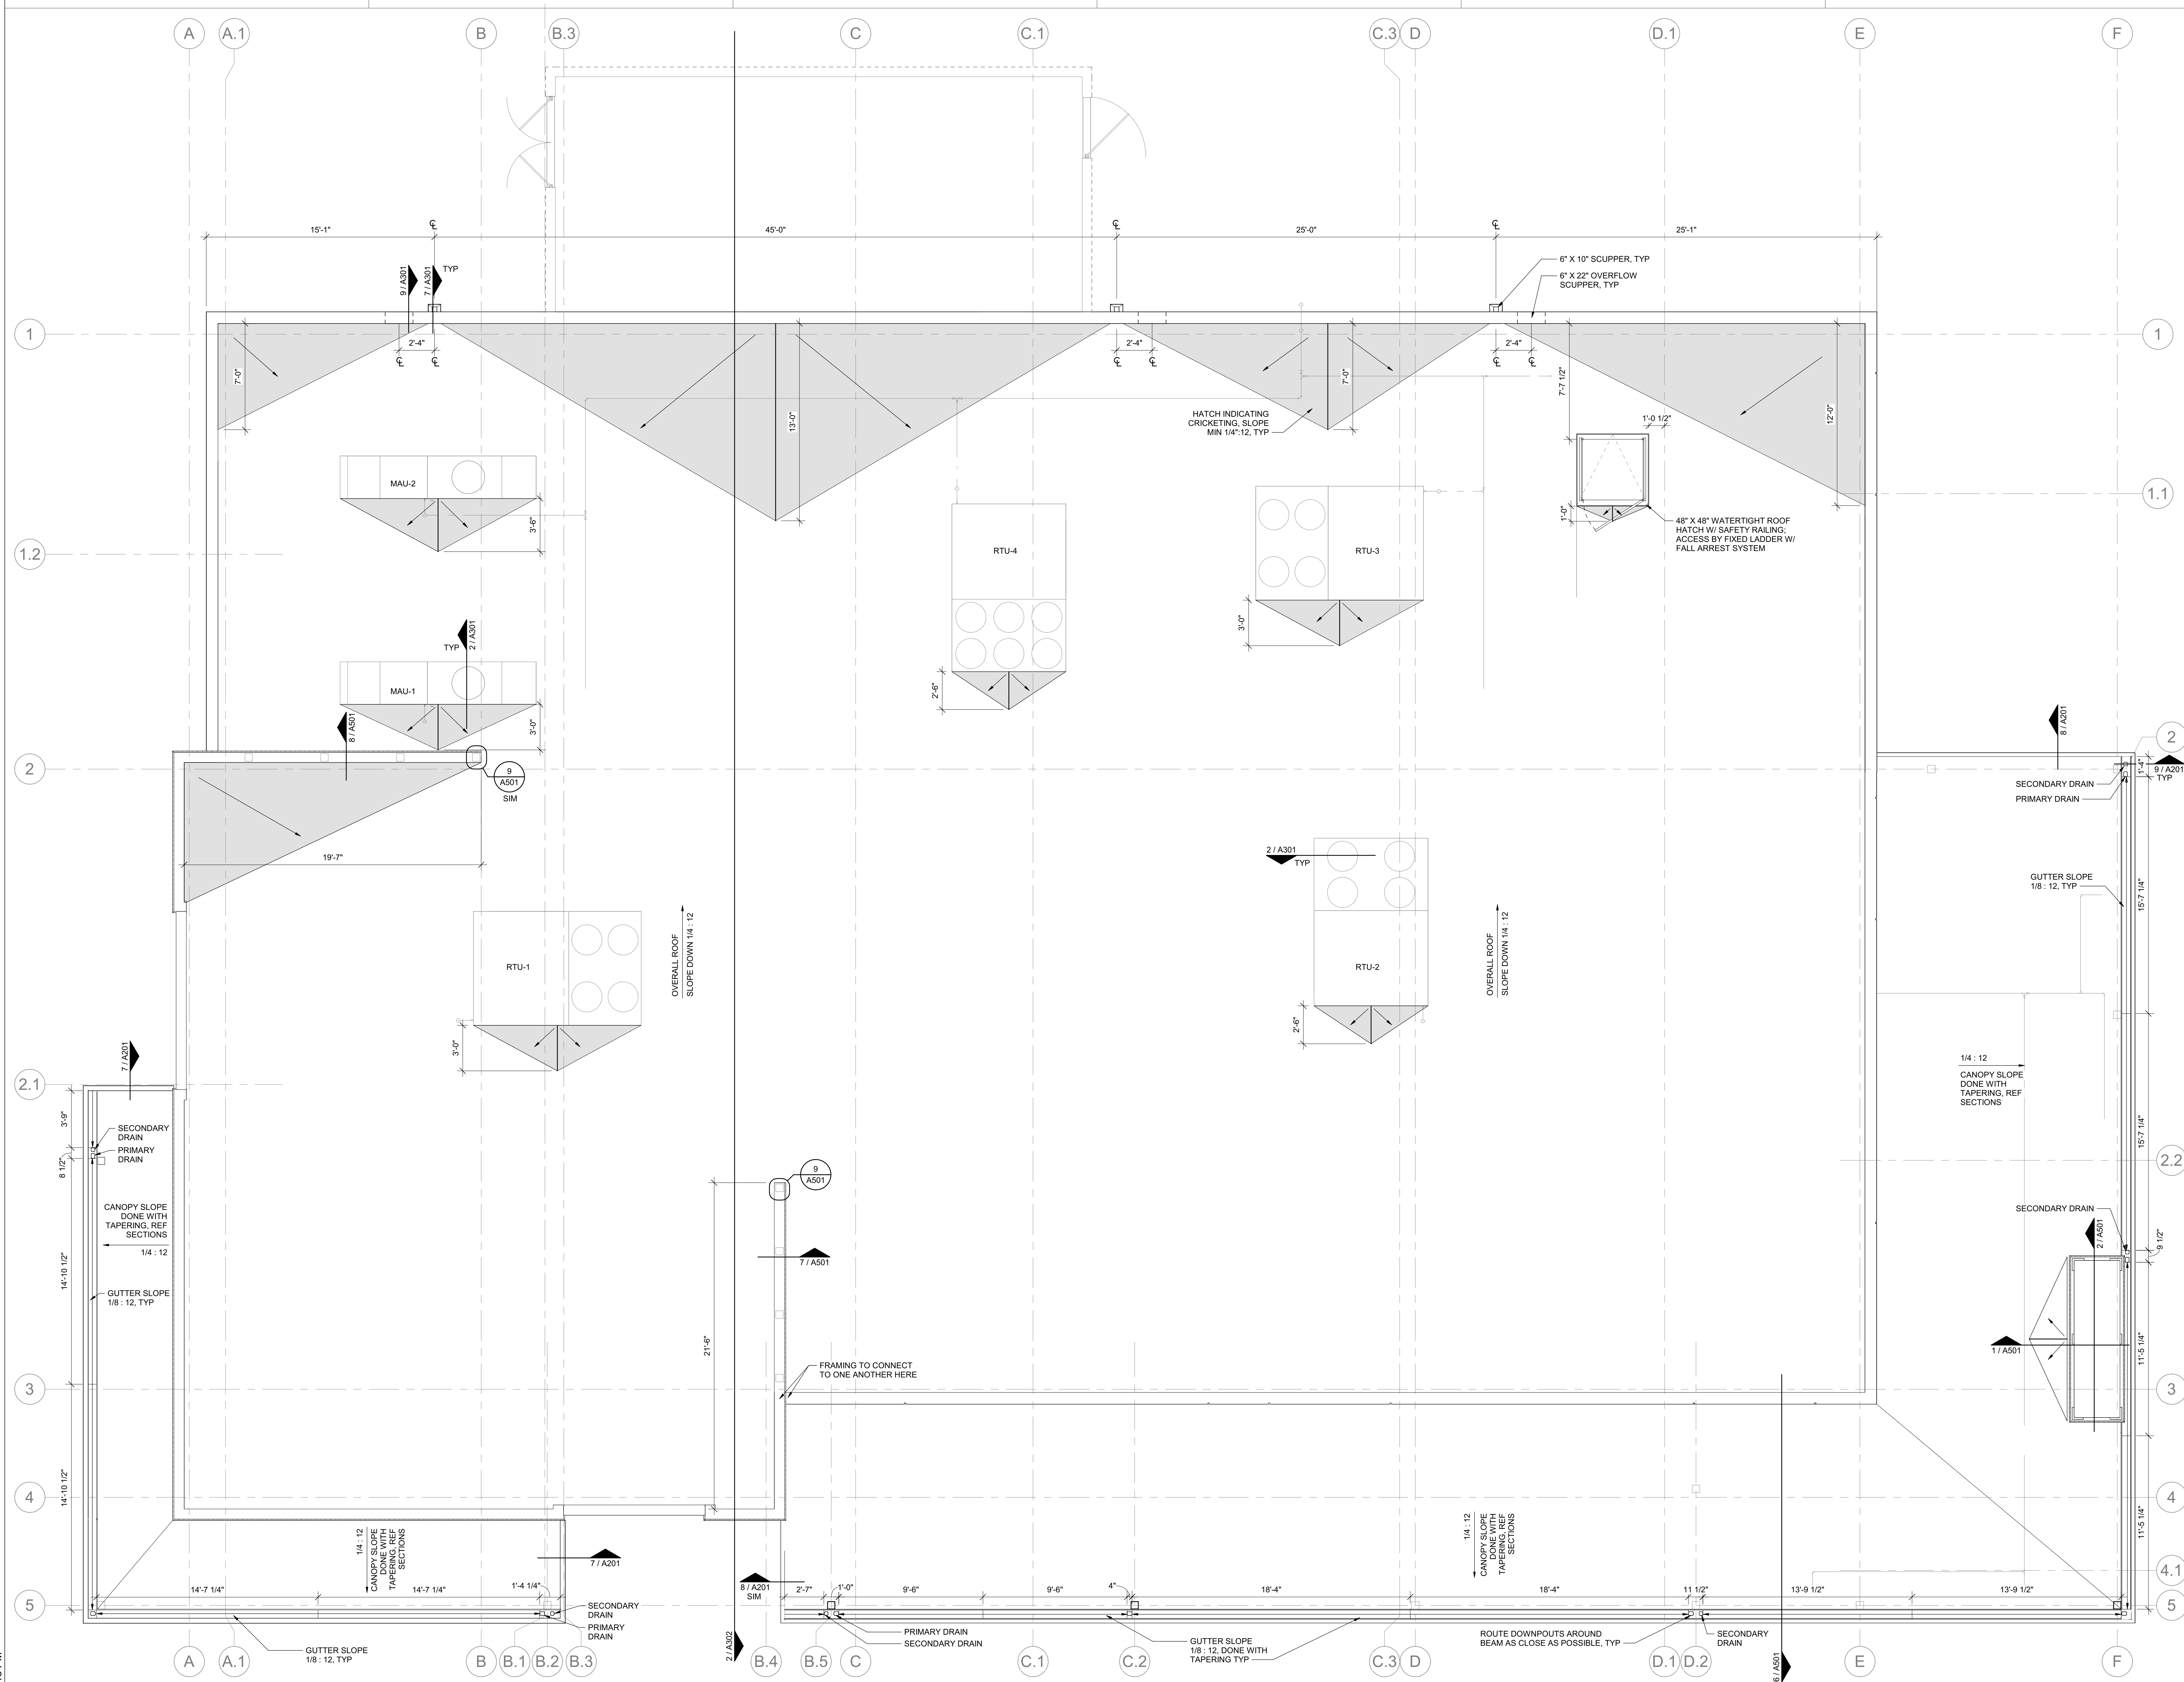 A
A.1
B
B.3
C
C.1
C.3
D
D.1
E
F
15'-1"
℄
45'-0"
℄
25'-0"
℄
25'-1"
9 / A301
7 / A301
TYP
6" X 10" SCUPPER, TYP
6" X 22" OVERFLOW
SCUPPER, TYP
1
1
2'-4"
℄
℄
2'-4"
℄
℄
2'-4"
℄
℄
7'-0"
13'-0"
7'-0"
7'-7 1/2"
12'-0"
HATCH INDICATING
CRICKETING, SLOPE
MIN 1/4":12, TYP
1'-0 1/2"
MAU-2
3'-6"
1.1
1'-0"
48" X 48" WATERTIGHT ROOF
HATCH W/ SAFETY RAILING;
ACCESS BY FIXED LADDER W/
FALL ARREST SYSTEM
1.2
RTU-4
RTU-3
3'-0"
TYP
2 / A301
MAU-1
3'-0"
2'-6"
8 / A501
8 / A201
2
2
9
A501
SIM
1'-4"
9 / A201
TYP
SECONDARY DRAIN
PRIMARY DRAIN
19'-7"
2 / A301
TYP
GUTTER SLOPE
1/8 : 12, TYP
15'-7 1/4"
RTU-1
OVERALL ROOF
SLOPE DOWN 1/4 : 12
RTU-2
OVERALL ROOF
SLOPE DOWN 1/4 : 12
3'-0"
2'-6"
7 / A201
1/4 : 12
CANOPY SLOPE
DONE WITH
TAPERING, REF
SECTIONS
2.1
3'-9"
SECONDARY
DRAIN
PRIMARY
DRAIN
8 1/2"
15'-7 1/4"
2.2
9
A501
CANOPY SLOPE
DONE WITH
TAPERING, REF
SECTIONS
1/4 : 12
SECONDARY DRAIN
2 / A501
9 1/2"
7 / A501
14'-10 1/2"
GUTTER SLOPE
1/8 : 12, TYP
21'-6"
1 / A501
11'-5 1/4"
FRAMING TO CONNECT
TO ONE ANOTHER HERE
3
3
14'-10 1/2"
4
4
1/4 : 12
CANOPY SLOPE
DONE WITH
TAPERING, REF
SECTIONS
7 / A201
1/4 : 12
CANOPY SLOPE
DONE WITH
TAPERING, REF
SECTIONS
11'-5 1/4"
4.1
14'-7 1/4"
14'-7 1/4"
1'-4 1/4"
8 / A201
SIM
2'-7"
1'-0"
9'-6"
9'-6"
4"
18'-4"
18'-4"
11 1/2"
13'-9 1/2"
13'-9 1/2"
5
5
SECONDARY
DRAIN
PRIMARY
DRAIN
PRIMARY DRAIN
SECONDARY DRAIN
GUTTER SLOPE
1/8 : 12, TYP
2 / A302
GUTTER SLOPE
1/8 : 12, DONE WITH
TAPERING TYP
ROUTE DOWNPOUTS AROUND
BEAM AS CLOSE AS POSSIBLE, TYP
SECONDARY
DRAIN
6 / A501
A
A.1
B
B.1
B.2
B.3
B.4
B.5
C
C.1
C.2
C.3
D
D.1
D.2
E
F